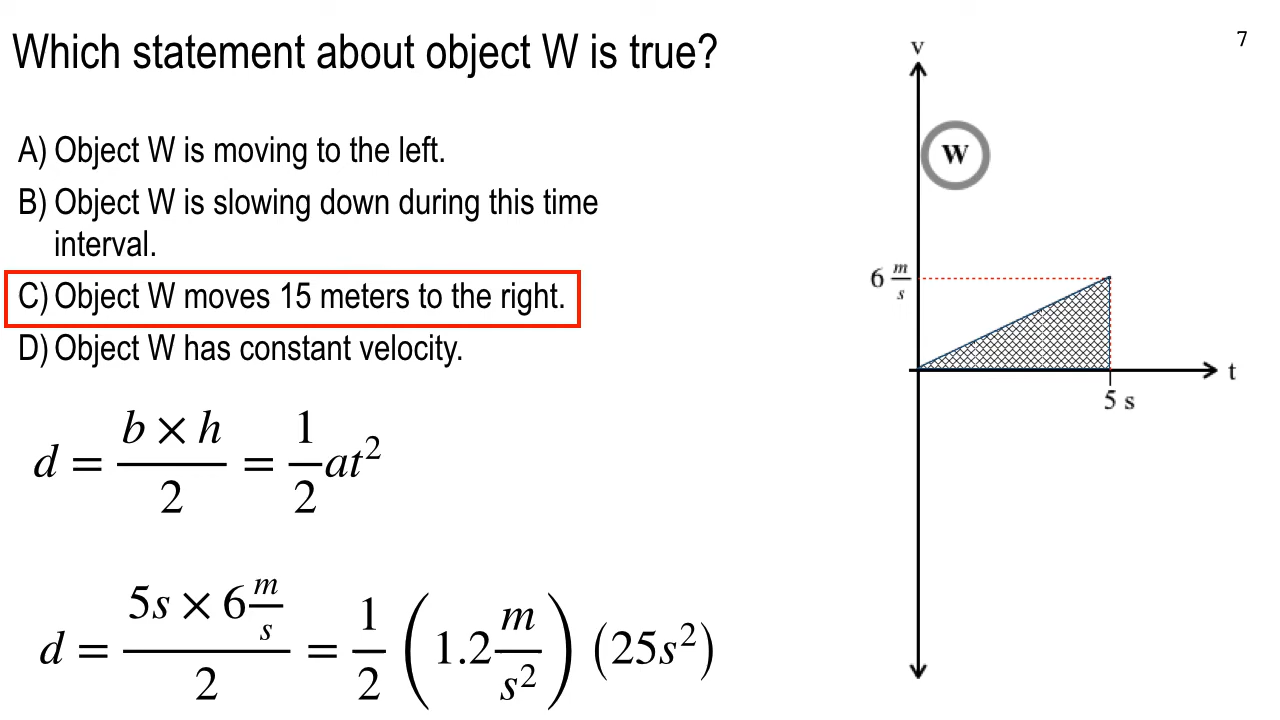 Which statement about object W is true?
7
A) Object W is moving to the left.
B) Object W is slowing down during this time
interval.
C) Object W moves 15 meters to the right.
D) Object W has constant velocity.
d = b × h / 2 = 1/2 at²
d = 5s × 6 m/s / 2 = 1/2 (1.2 m/s²) (25s²)
v
W
6 m/s
t
5 s